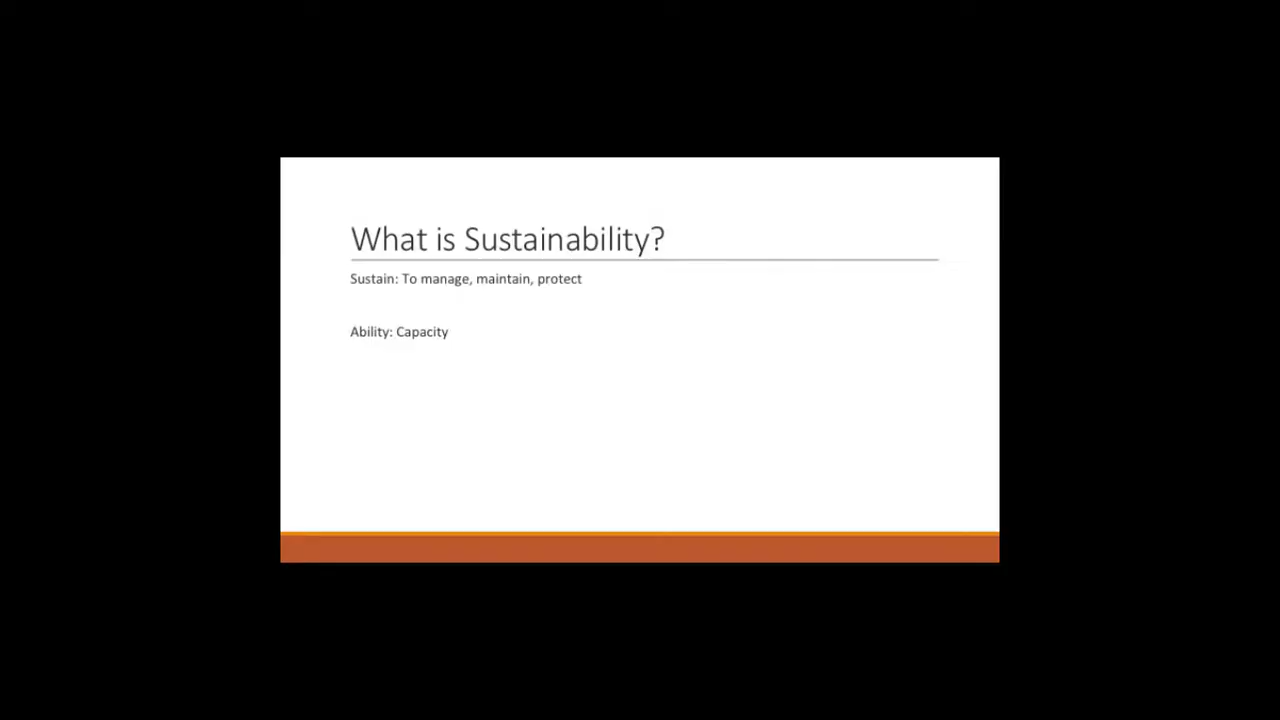 What is Sustainability?
Sustain: To manage, maintain, protect
Ability: Capacity